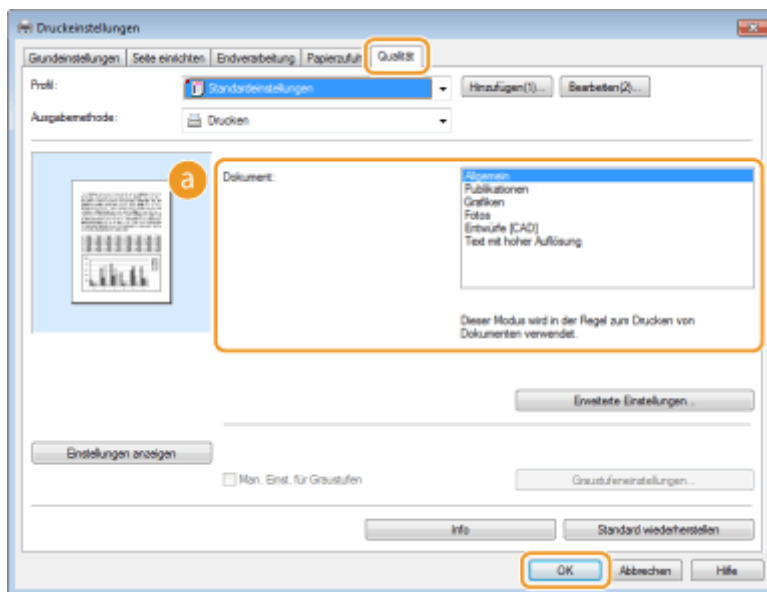 Druckeinstellungen
Grundeinstellungen Seite einrichten Endverarbeitung Papierzufuhr Qualität
Profil: Standardeinstellungen Hinzufügen(1)... Bearbeiten(2)...
Ausgabemethode: Drucken
a
Dokument: Allgemein
Publikationen
Grafiken
Fotos
Entwürfe [CAD]
Text mit hoher Auflösung
Dieser Modus wird in der Regel zum Drucken von
Dokumenten verwendet.
Erweiterte Einstellungen...
Einstellungen anzeigen
Man. Einst. für Graustufen Graustufeneinstellungen...
Info Standard wiederherstellen
OK Abbrechen Hilfe